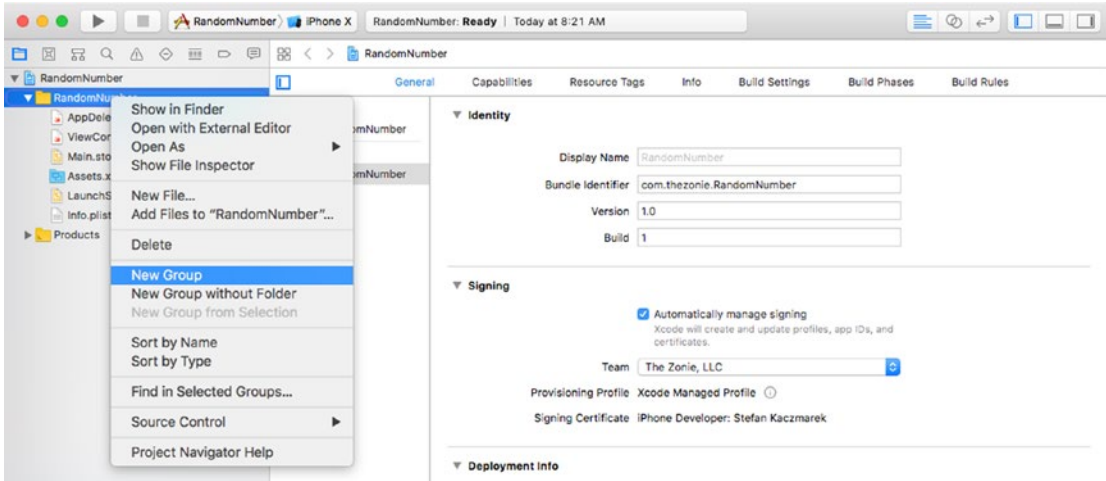 RandomNumber iPhone X RandomNumber: Ready | Today at 8:21 AM
RandomNumber
RandomNumber
General Capabilities Resource Tags Info Build Settings Build Phases Build Rules
RandomNumber
AppDele
ViewCor
Main.sto
Assets.x
LaunchS
Info.plist
Products
Show in Finder
Open with External Editor
Open As
Show File Inspector
New File...
Add Files to “RandomNumber”...
Delete
New Group
New Group without Folder
New Group from Selection
Sort by Name
Sort by Type
Find in Selected Groups...
Source Control
Project Navigator Help
omNumber
omNumber
Identity
Display Name RandomNumber
Bundle Identifier com.thezonie.RandomNumber
Version 1.0
Build 1
Signing
Automatically manage signing
Xcode will create and update profiles, app IDs, and
certificates.
Team The Zonie, LLC
Provisioning Profile Xcode Managed Profile
Signing Certificate iPhone Developer: Stefan Kaczmarek
Deployment Info